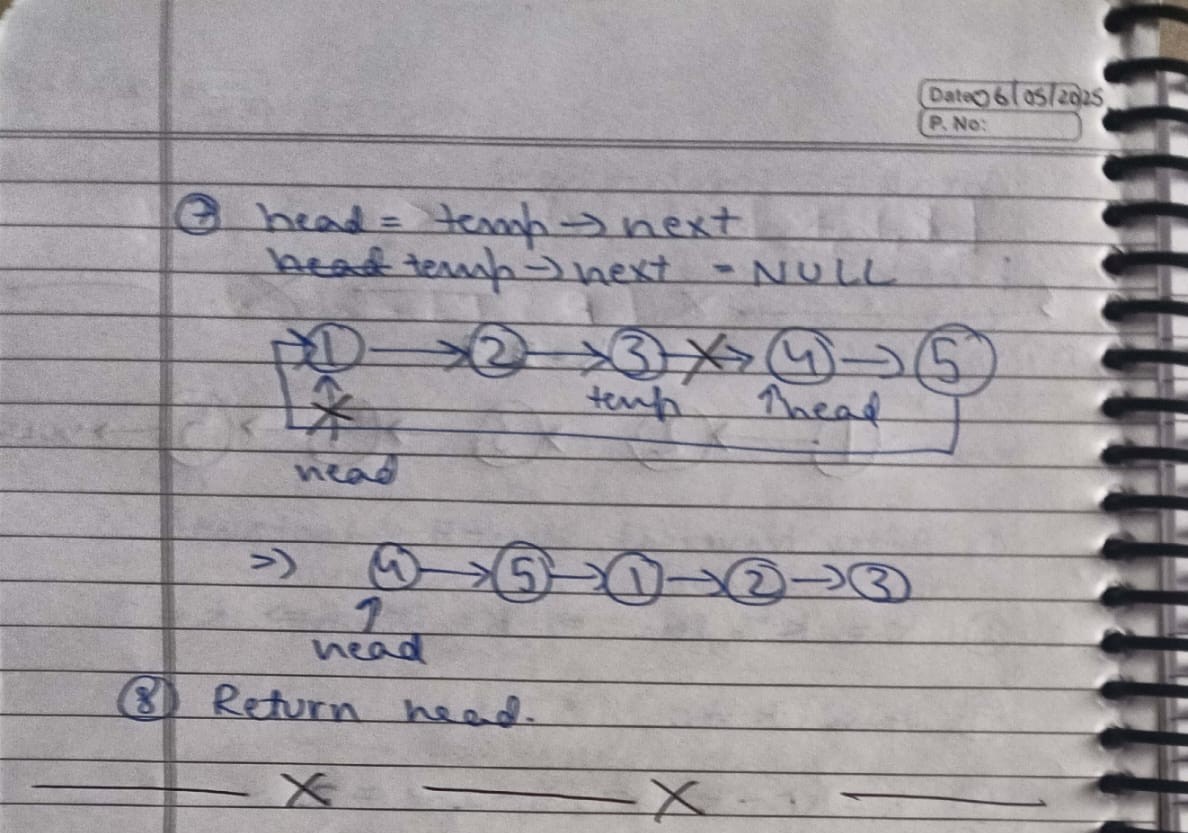 Date: 06/05/2025
P. No:
⑦ head = temp → next
head temp → next = NULL
① → ② → ③ → ④ → ⑤
temp ↑head
head
⇒ ④ → ⑤ → ① → ② → ③
↑
head
⑧ Return head.